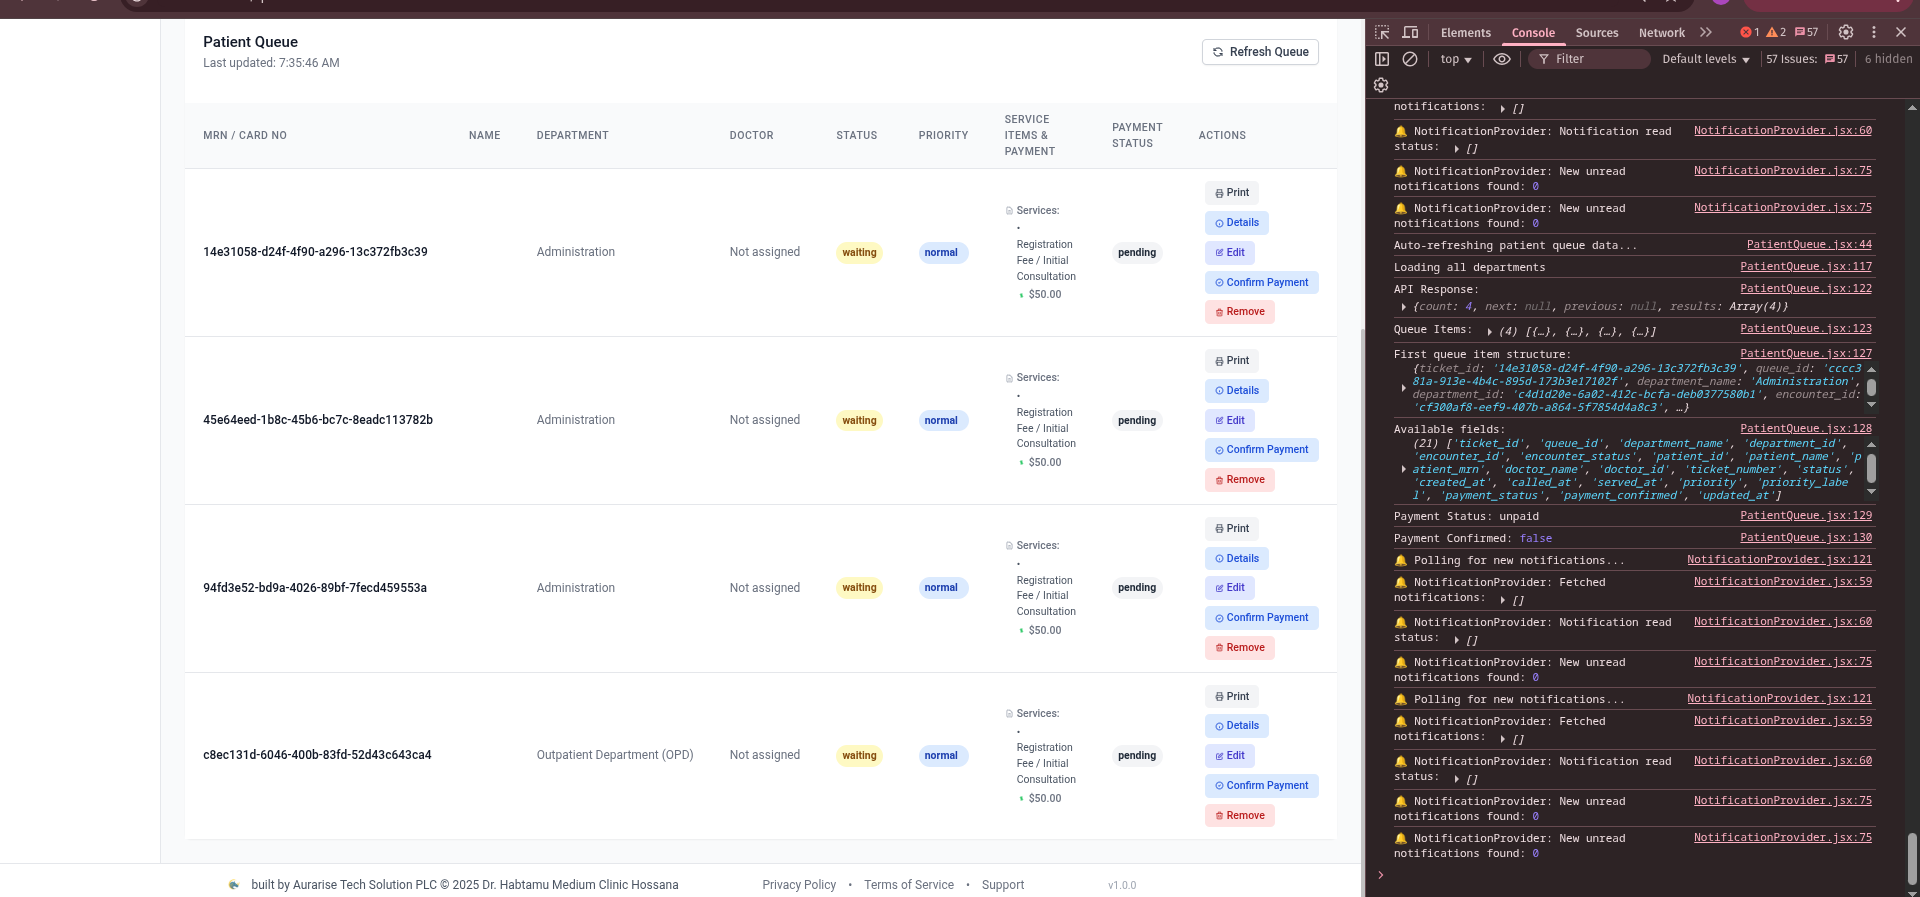 Patient Queue
Last updated: 7:35:46 AM
Refresh Queue
MRN / CARD NO
NAME
DEPARTMENT
DOCTOR
STATUS
PRIORITY
SERVICE
ITEMS &
PAYMENT
PAYMENT
STATUS
ACTIONS
14e31058-d24f-4f90-a296-13c372fb3c39
Administration
Not assigned
waiting
normal
Services:
•
Registration
Fee / Initial
Consultation
$50.00
pending
Print
Details
Edit
Confirm Payment
Remove
45e64eed-1b8c-45b6-bc7c-8eadc113782b
Administration
Not assigned
waiting
normal
Services:
•
Registration
Fee / Initial
Consultation
$50.00
pending
Print
Details
Edit
Confirm Payment
Remove
94fd3e52-bd9a-4026-89bf-7fecd459553a
Administration
Not assigned
waiting
normal
Services:
•
Registration
Fee / Initial
Consultation
$50.00
pending
Print
Details
Edit
Confirm Payment
Remove
c8ec131d-6046-400b-83fd-52d43c643ca4
Outpatient Department (OPD)
Not assigned
waiting
normal
Services:
•
Registration
Fee / Initial
Consultation
$50.00
pending
Print
Details
Edit
Confirm Payment
Remove
built by Aurarise Tech Solution PLC © 2025 Dr. Habtamu Medium Clinic Hossana
Privacy Policy • Terms of Service • Support
v1.0.0
Elements Console Sources Network 1 2 57
top Filter Default levels 57 Issues: 57 6 hidden
notifications: []
🔔 NotificationProvider: Notification read NotificationProvider.jsx:60
status: []
🔔 NotificationProvider: New unread NotificationProvider.jsx:75
notifications found: 0
🔔 NotificationProvider: New unread NotificationProvider.jsx:75
notifications found: 0
Auto-refreshing patient queue data... PatientQueue.jsx:44
Loading all departments PatientQueue.jsx:117
API Response: PatientQueue.jsx:122
{count: 4, next: null, previous: null, results: Array(4)}
Queue Items: (4) [{…}, {…}, {…}, {…}] PatientQueue.jsx:123
First queue item structure: PatientQueue.jsx:127
{ticket_id: '14e31058-d24f-4f90-a296-13c372fb3c39', queue_id: 'cccc3
81a-913e-4b4c-895d-173b3e17102f', department_name: 'Administration',
department_id: 'c4d1d20e-6a02-412c-bcfa-deb0377580b1', encounter_id:
'cf300af8-eef9-407b-a864-5f7854d4a8c3', …}
Available fields: PatientQueue.jsx:128
(21) ['ticket_id', 'queue_id', 'department_name', 'department_id',
'encounter_id', 'encounter_status', 'patient_id', 'patient_name', 'p
atient_mrn', 'doctor_name', 'doctor_id', 'ticket_number', 'status',
'created_at', 'called_at', 'served_at', 'priority', 'priority_labe
l', 'payment_status', 'payment_confirmed', 'updated_at']
Payment Status: unpaid PatientQueue.jsx:129
Payment Confirmed: false PatientQueue.jsx:130
🔔 Polling for new notifications... NotificationProvider.jsx:121
🔔 NotificationProvider: Fetched NotificationProvider.jsx:59
notifications: []
🔔 NotificationProvider: Notification read NotificationProvider.jsx:60
status: []
🔔 NotificationProvider: New unread NotificationProvider.jsx:75
notifications found: 0
🔔 Polling for new notifications... NotificationProvider.jsx:121
🔔 NotificationProvider: Fetched NotificationProvider.jsx:59
notifications: []
🔔 NotificationProvider: Notification read NotificationProvider.jsx:60
status: []
🔔 NotificationProvider: New unread NotificationProvider.jsx:75
notifications found: 0
🔔 NotificationProvider: New unread NotificationProvider.jsx:75
notifications found: 0